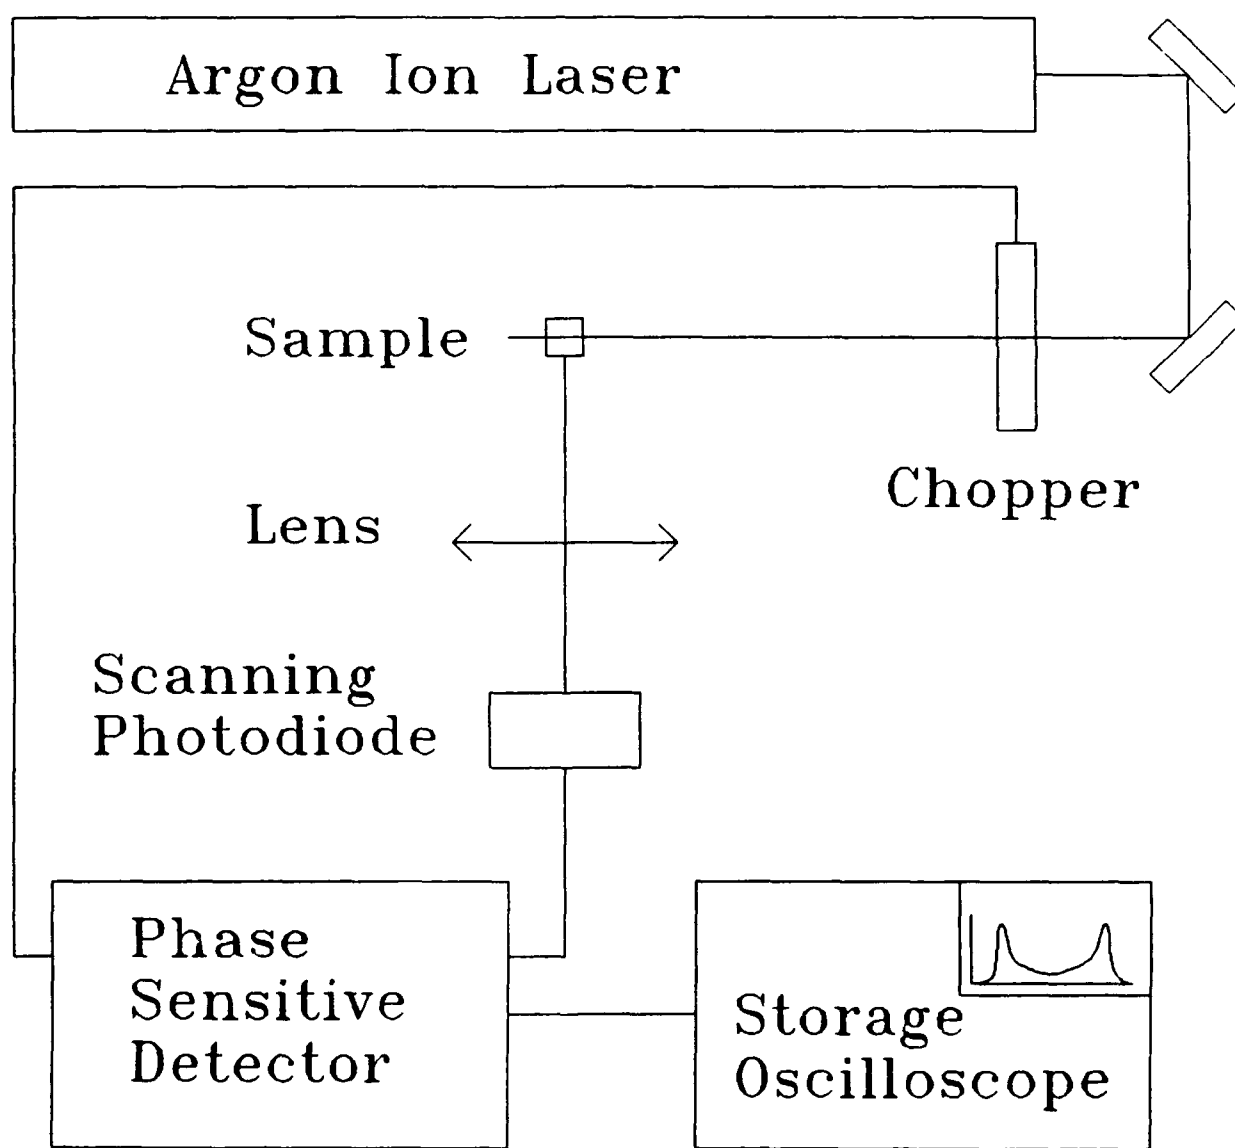 Argon Ion Laser
Sample
Chopper
Lens
Scanning
Photodiode
Phase
Sensitive
Detector
Storage
Oscilloscope